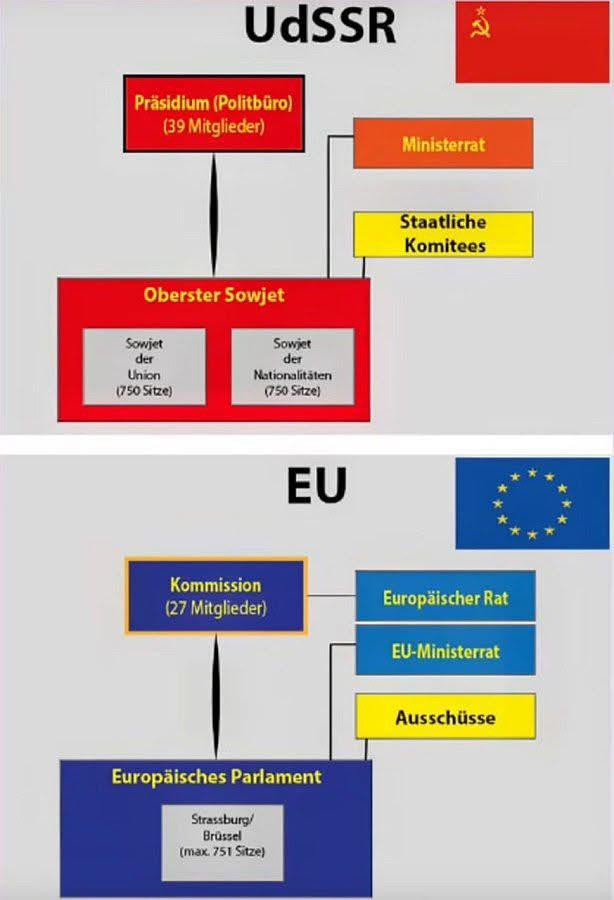 UdSSR
Präsidium (Politbüro)
(39 Mitglieder)
Ministerrat
Staatliche
Komitees
Oberster Sowjet
Sowjet
der
Union
(750 Sitze)
Sowjet
der
Nationalitäten
(750 Sitze)
EU
Kommission
(27 Mitglieder)
Europäischer Rat
EU-Ministerrat
Ausschüsse
Europäisches Parlament
Strassburg/
Brüssel
(max. 751 Sitze)